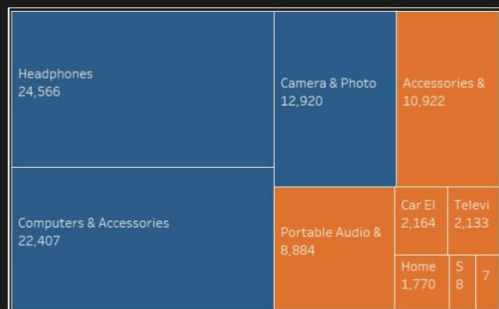 Headphones
24,566
Camera & Photo
12,920
Accessories &
10,922
Computers & Accessories
22,407
Portable Audio &
8,884
Car El
2,164
Televi
2,133
Home
1,770
S
8
7